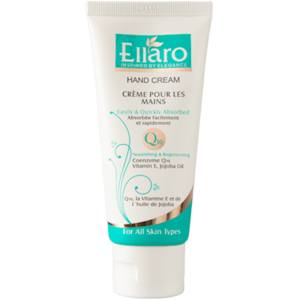 Ellaro
INSPIRED BY ELEGANCE
HAND CREAM
CRÈME POUR LES
MAINS
Easily & Quickly Absorbed
Absorbée Facilement
et rapidement
Q10
Nourishing & Regenerating
Coenzyme Q10
Vitamin E, Jojoba Oil
Q10, la Vitamine E et de
L'huile de Jojoba
For All Skin Types